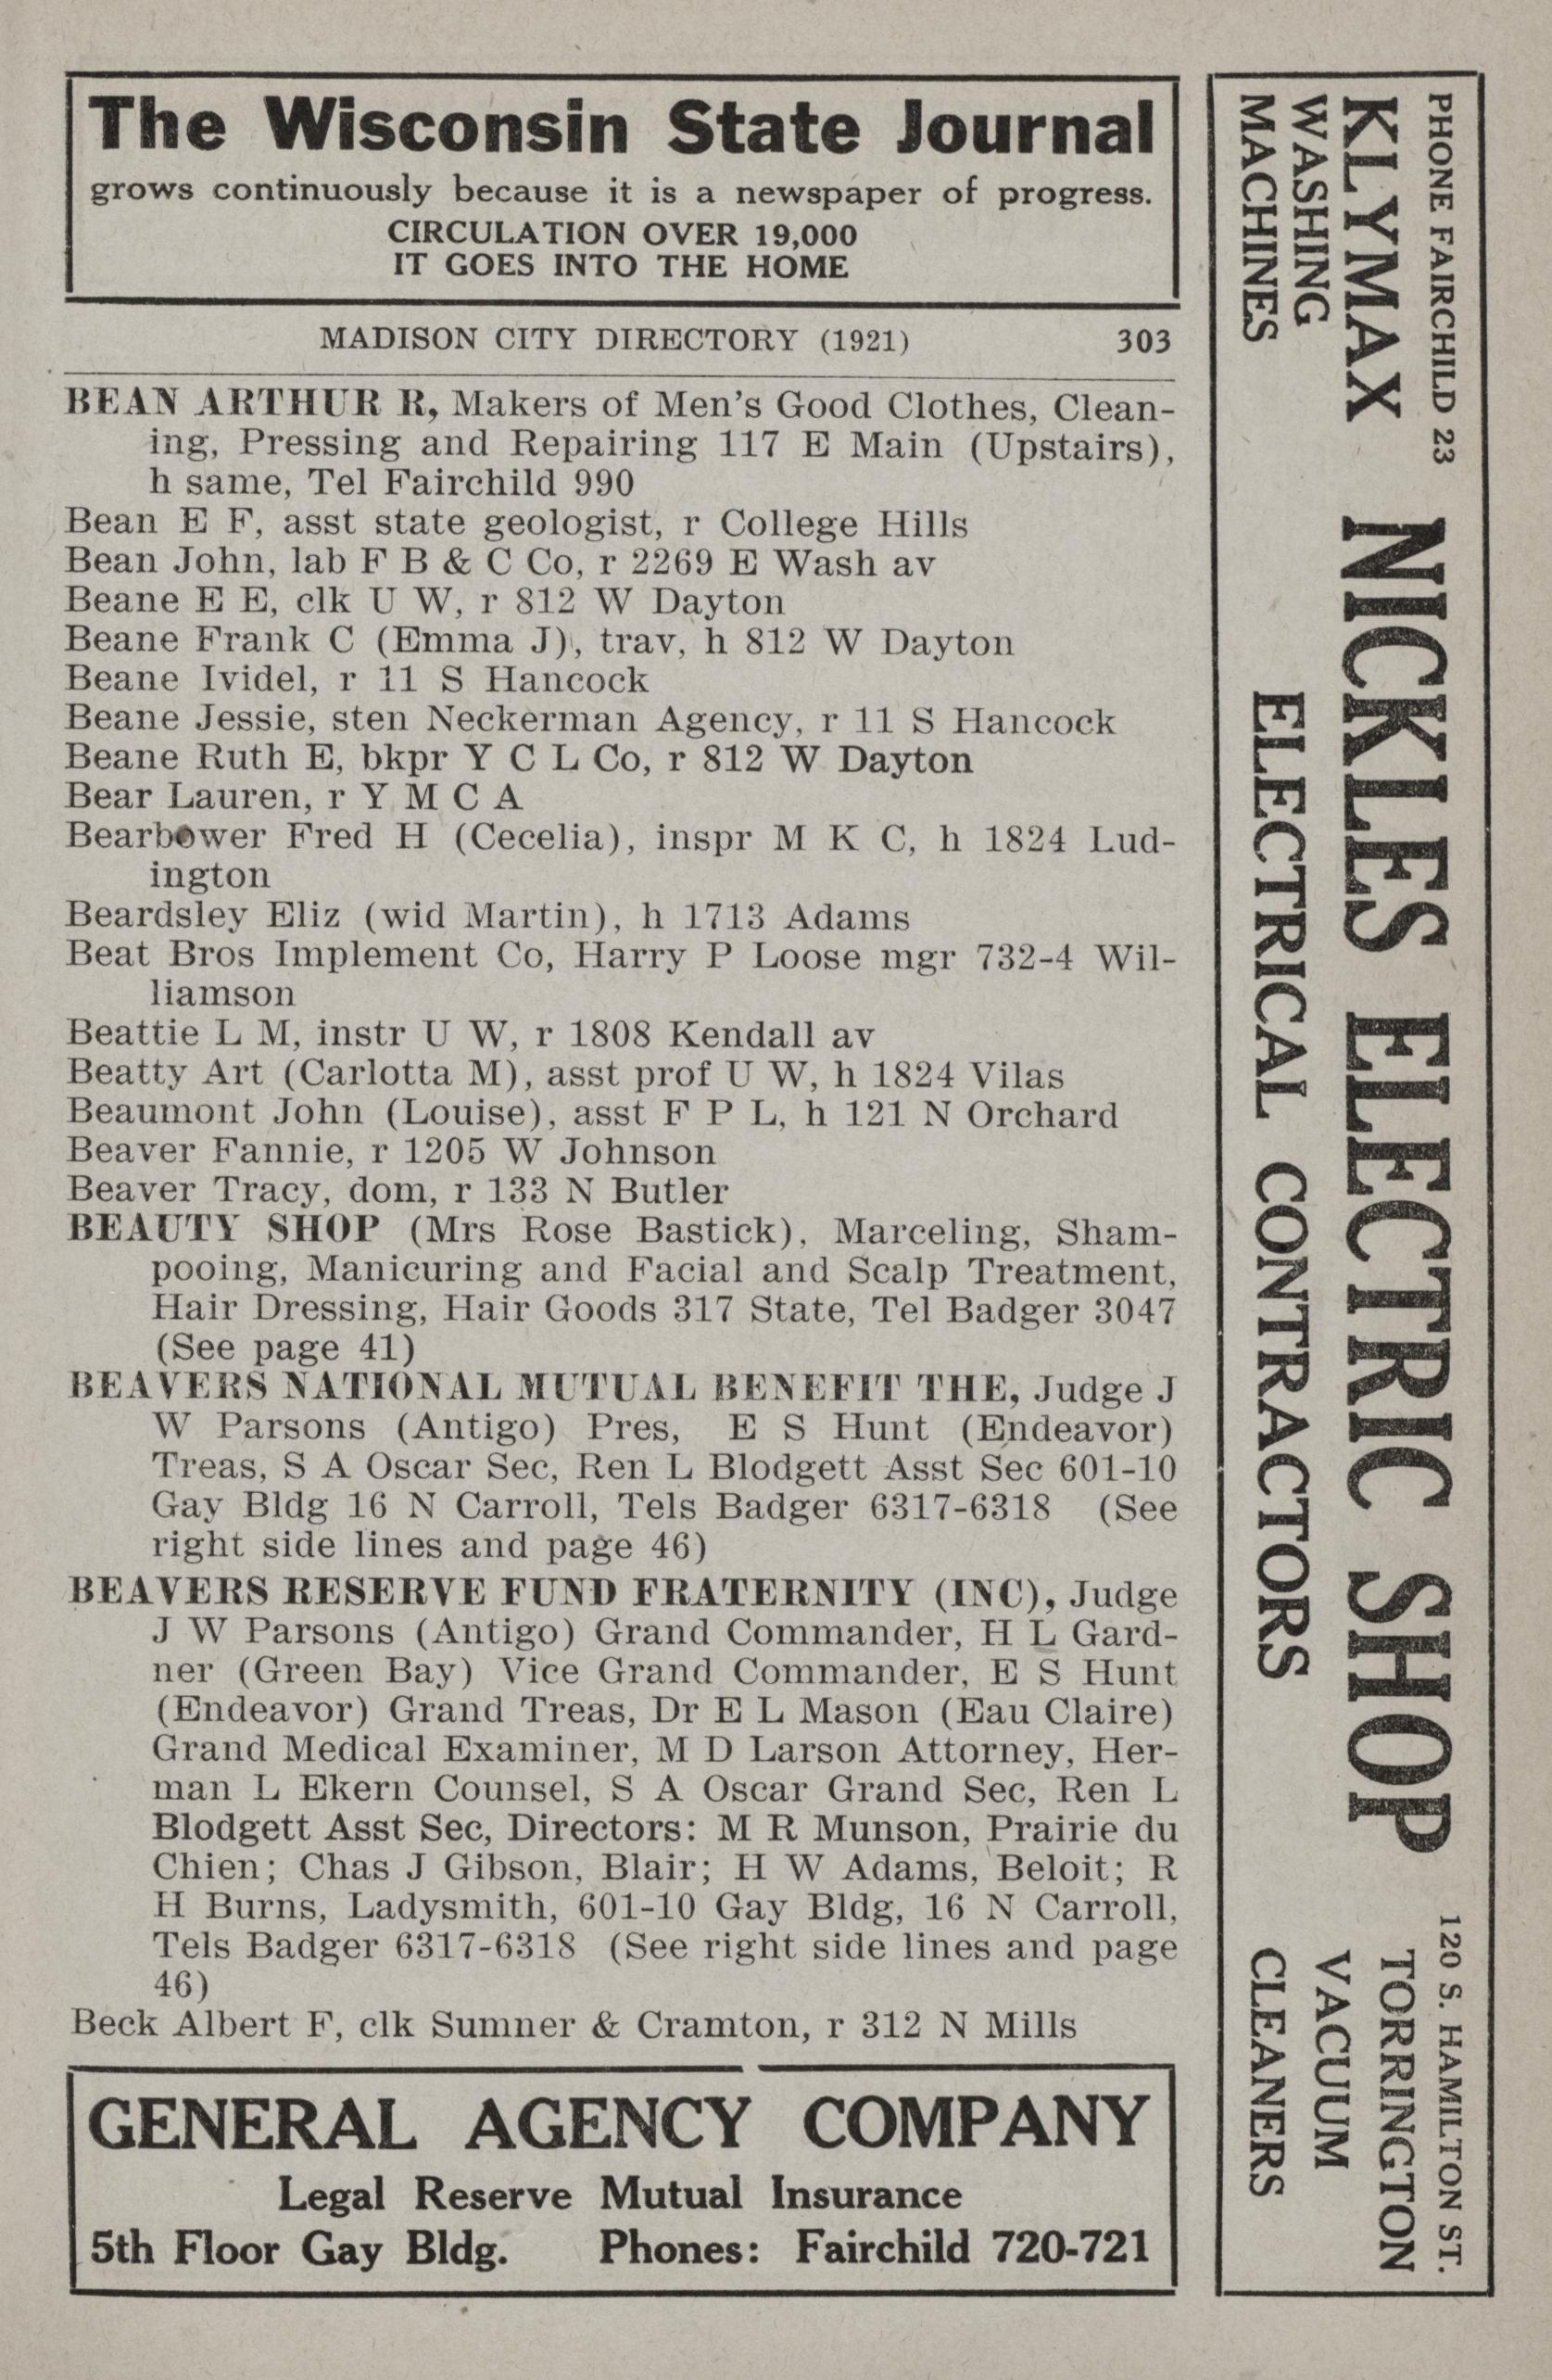 The Wisconsin State Journal
grows continuously because it is a newspaper of progress.
CIRCULATION OVER 19,000
IT GOES INTO THE HOME
MADISON CITY DIRECTORY (1921) 303
BEAN ARTHUR R, Makers of Men's Good Clothes, Clean-
ing, Pressing and Repairing 117 E Main (Upstairs),
h same, Tel Fairchild 990
Bean E F, asst state geologist, r College Hills
Bean John, lab F B & C Co, r 2269 E Wash av
Beane E E, clk U W, r 812 W Dayton
Beane Frank C (Emma J), trav, h 812 W Dayton
Beane Ividel, r 11 S Hancock
Beane Jessie, sten Neckerman Agency, r 11 S Hancock
Beane Ruth E, bkpr Y C L Co, r 812 W Dayton
Bear Lauren, r Y M C A
Bearbower Fred H (Cecelia), inspr M K C, h 1824 Lud-
ington
Beardsley Eliz (wid Martin), h 1713 Adams
Beat Bros Implement Co, Harry P Loose mgr 732-4 Wil-
liamson
Beattie L M, instr U W, r 1808 Kendall av
Beatty Art (Carlotta M), asst prof U W, h 1824 Vilas
Beaumont John (Louise), asst F P L, h 121 N Orchard
Beaver Fannie, r 1205 W Johnson
Beaver Tracy, dom, r 133 N Butler
BEAUTY SHOP (Mrs Rose Bastick), Marceling, Sham-
pooing, Manicuring and Facial and Scalp Treatment,
Hair Dressing, Hair Goods 317 State, Tel Badger 3047
(See page 41)
BEAVERS NATIONAL MUTUAL BENEFIT THE, Judge J
W Parsons (Antigo) Pres, E S Hunt (Endeavor)
Treas, S A Oscar Sec, Ren L Blodgett Asst Sec 601-10
Gay Bldg 16 N Carroll, Tels Badger 6317-6318 (See
right side lines and page 46)
BEAVERS RESERVE FUND FRATERNITY (INC), Judge
J W Parsons (Antigo) Grand Commander, H L Gard-
ner (Green Bay) Vice Grand Commander, E S Hunt
(Endeavor) Grand Treas, Dr E L Mason (Eau Claire)
Grand Medical Examiner, M D Larson Attorney, Her-
man L Ekern Counsel, S A Oscar Grand Sec, Ren L
Blodgett Asst Sec, Directors: M R Munson, Prairie du
Chien; Chas J Gibson, Blair; H W Adams, Beloit; R
H Burns, Ladysmith, 601-10 Gay Bldg, 16 N Carroll,
Tels Badger 6317-6318 (See right side lines and page
46)
Beck Albert F, clk Sumner & Cramton, r 312 N Mills
GENERAL AGENCY COMPANY
Legal Reserve Mutual Insurance
5th Floor Gay Bldg. Phones: Fairchild 720-721
PHONE FAIRCHILD 23
KLYMAX
WASHING
MACHINES
NICKLES ELECTRIC SHOP
ELECTRICAL CONTRACTORS
120 S. HAMILTON ST.
TORRINGTON
VACUUM
CLEANERS